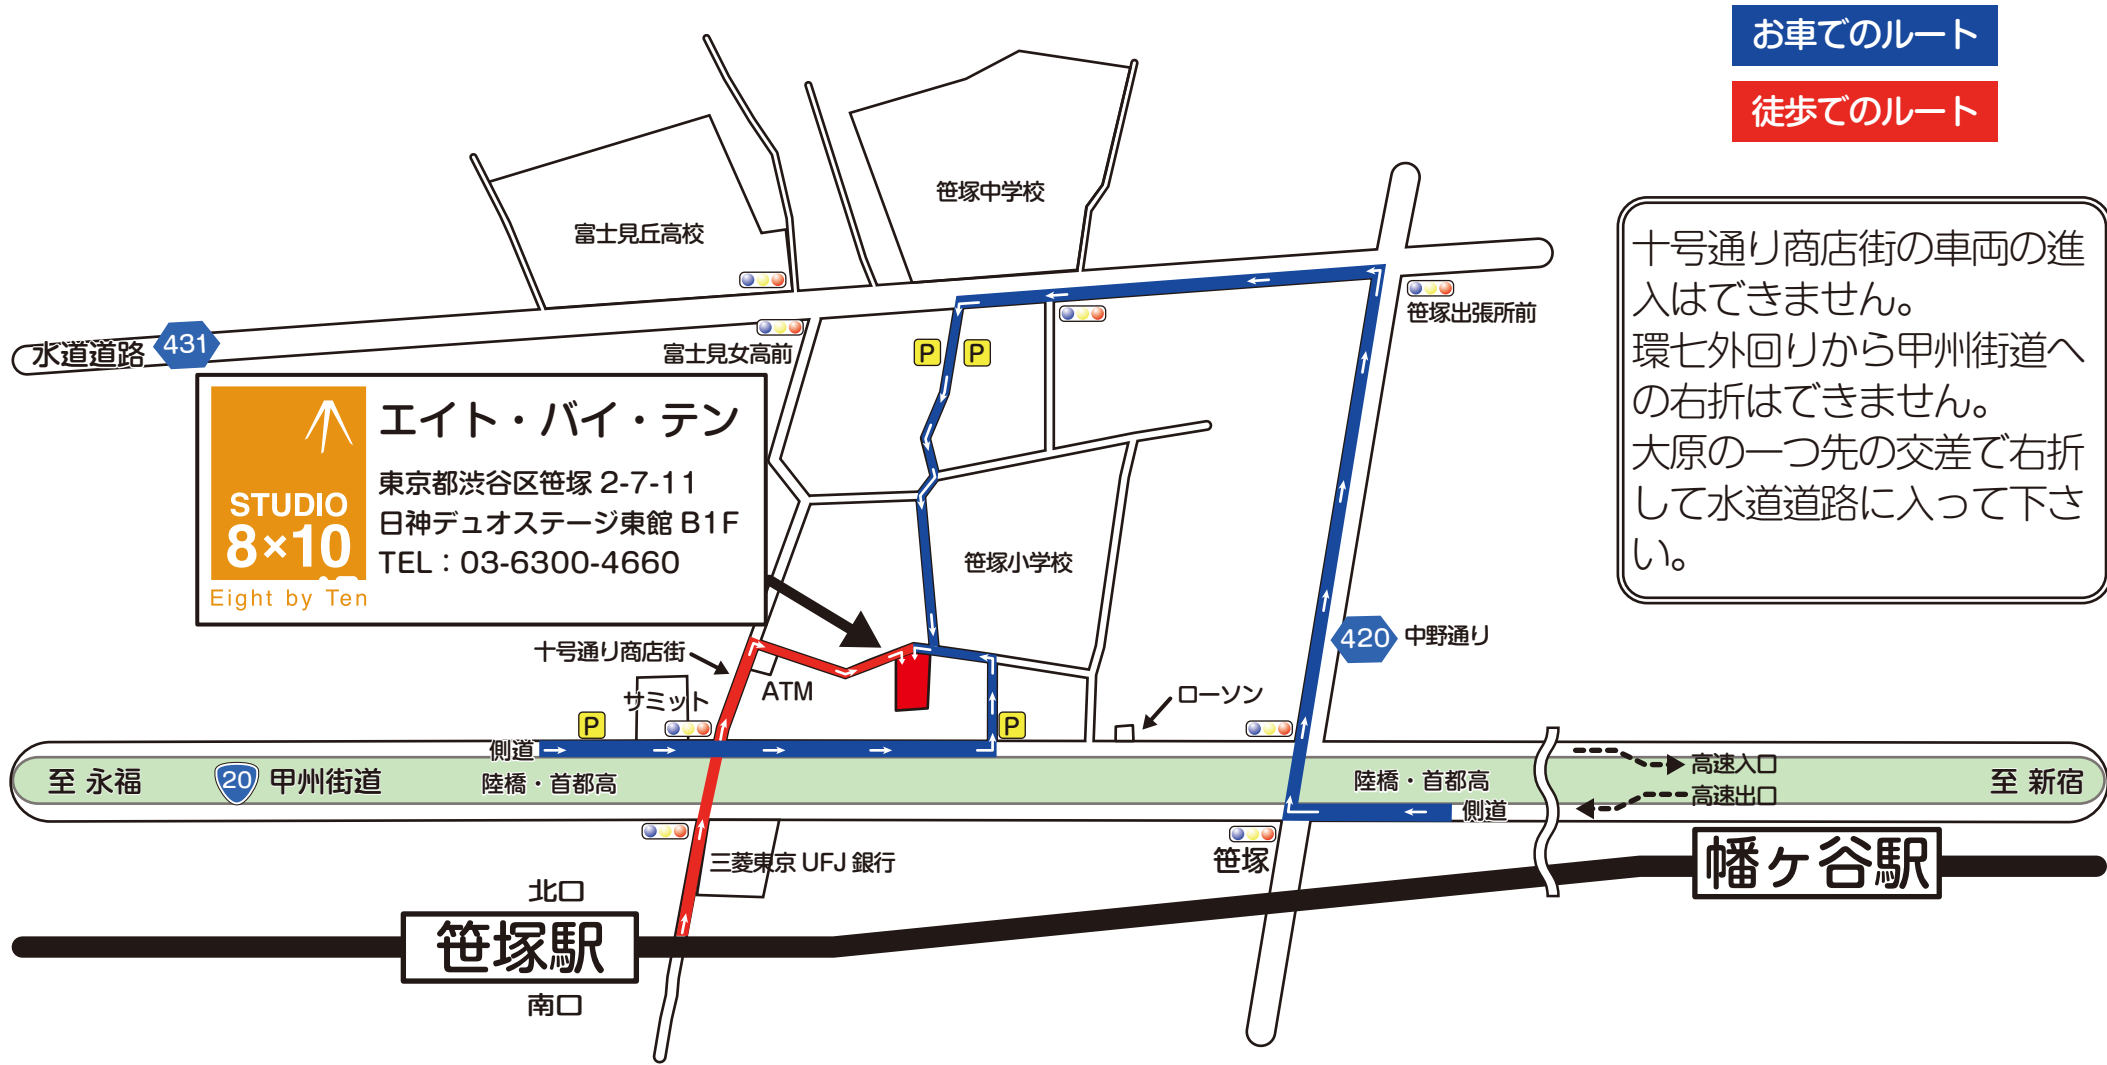 お車でのルート
徒歩でのルート
十号通り商店街の車両の進
入はできません。
環七外回りから甲州街道へ
の右折はできません。
大原の一つ先の交差で右折
して水道道路に入って下さ
い。
笹塚中学校
富士見丘高校
笹塚出張所前
水道道路
431
富士見女高前
P
P
エイト・バイ・テン
東京都渋谷区笹塚 2-7-11
日神デュオステージ東館 B1F
TEL：03-6300-4660
STUDIO
8×10
Eight by Ten
笹塚小学校
420
中野通り
十号通り商店街
ATM
サミット
ローソン
P
P
側道
至 永福
20
甲州街道
陸橋・首都高
陸橋・首都高
高速入口
高速出口
至 新宿
側道
三菱東京 UFJ 銀行
笹塚
幡ヶ谷駅
北口
笹塚駅
南口